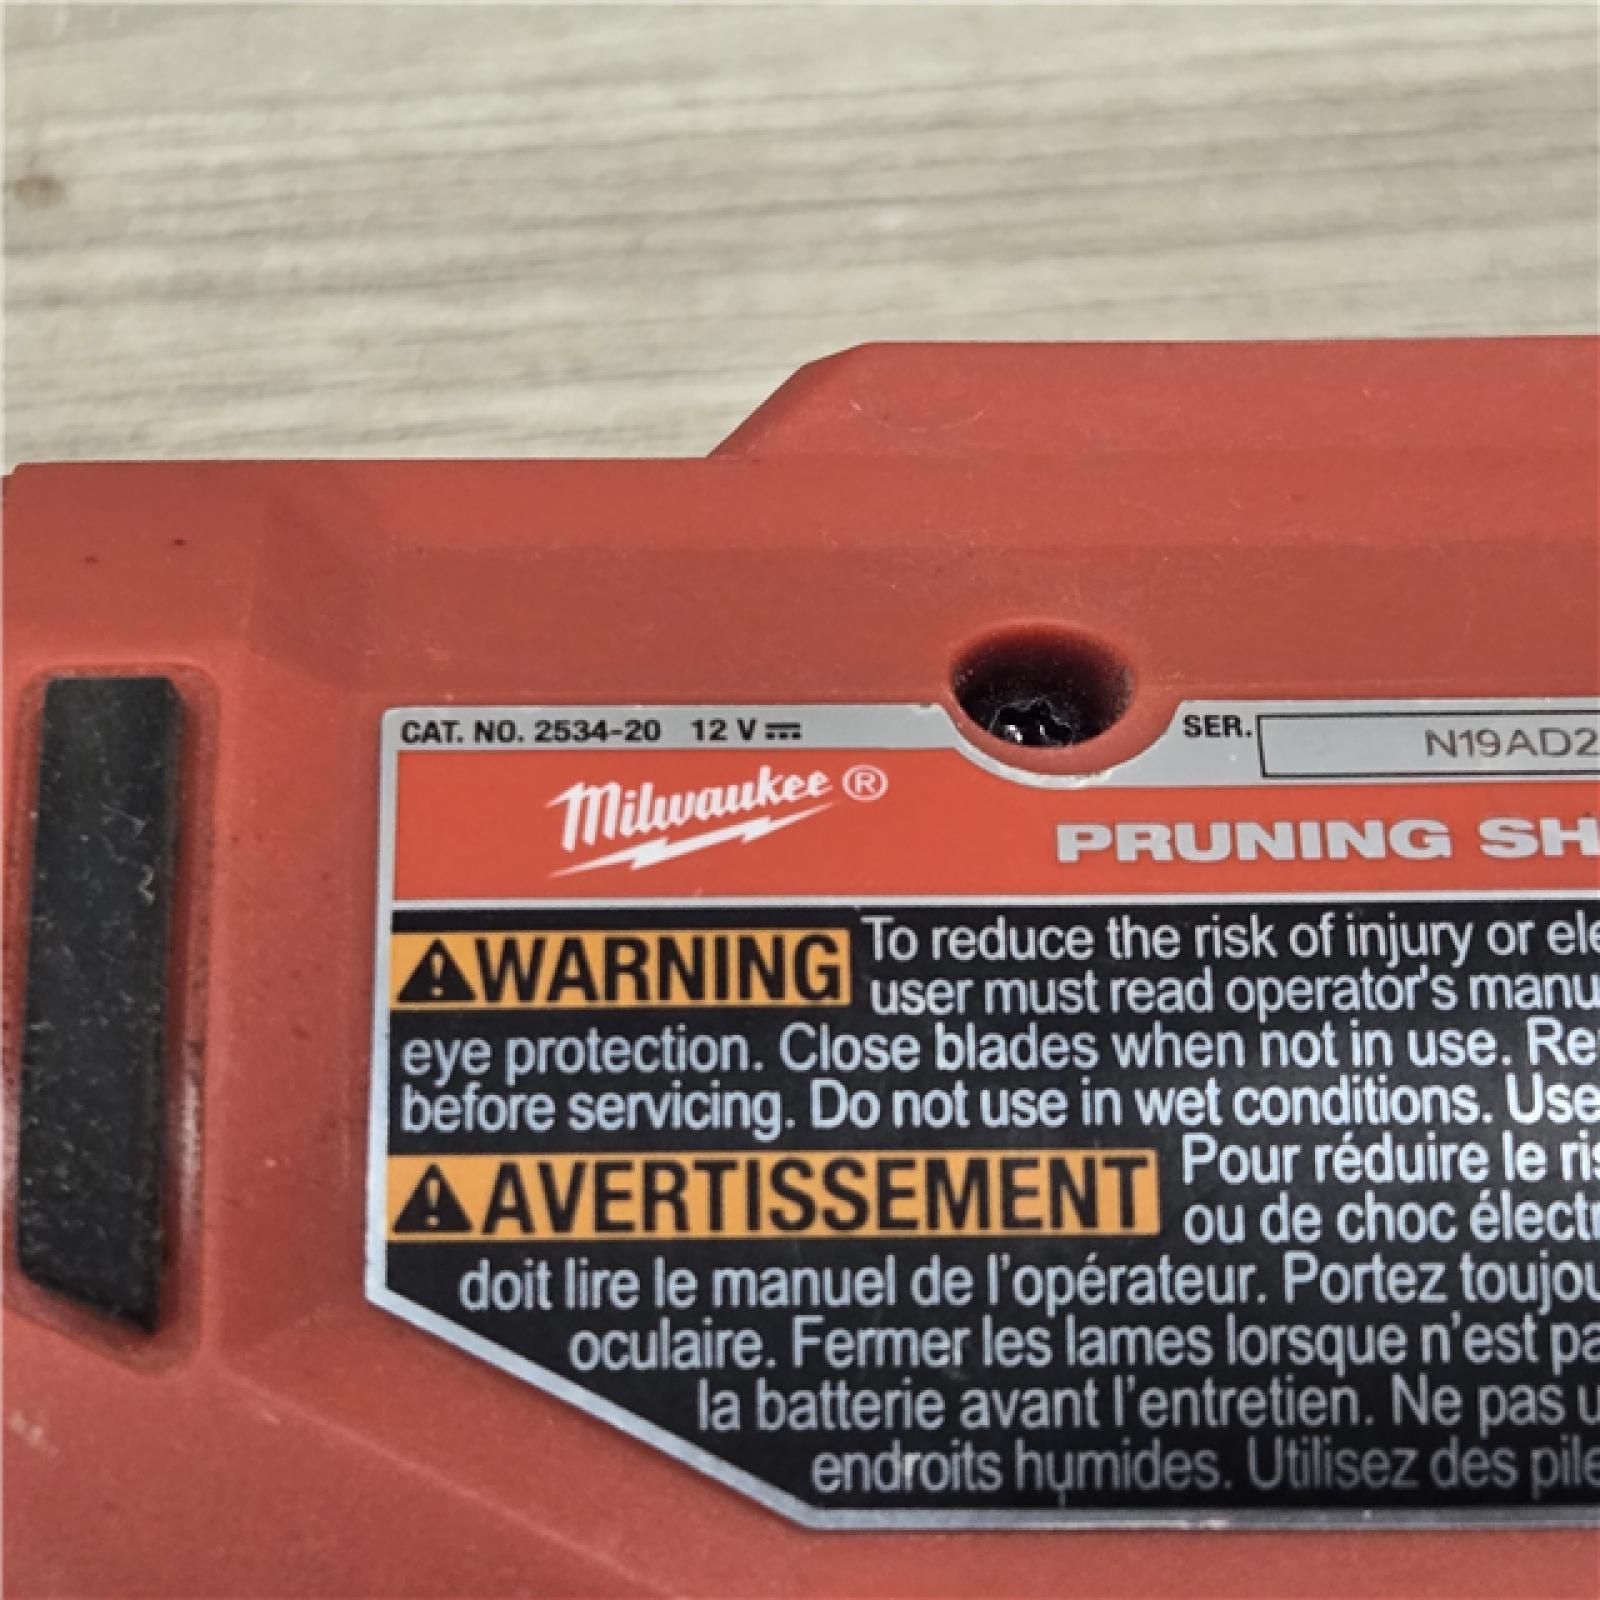 CAT. NO. 2534-20 12 V SER. N19AD2
Milwaukee®
PRUNING SH
WARNING To reduce the risk of injury or ele
user must read operator's manu
eye protection. Close blades when not in use. Re
before servicing. Do not use in wet conditions. Use
AVERTISSEMENT Pour réduire le ris
ou de choc électr
doit lire le manuel de l'opérateur. Portez toujou
oculaire. Fermer les lames lorsque n'est pa
la batterie avant l'entretien. Ne pas u
endroits humides. Utilisez des pile